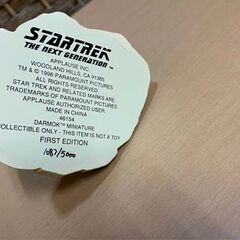 STAR TREK
THE NEXT GENERATION™
APPLAUSE INC.
WOODLAND HILLS, CA 91365
TM & © 1996 PARAMOUNT PICTURES
ALL RIGHTS RESERVED.
STAR TREK AND RELATED MARKS ARE
TRADEMARKS OF PARAMOUNT PICTURES
APPLAUSE AUTHORIZED USER.
MADE IN CHINA
46154
DARMOK™ MINIATURE
COLLECTIBLE ONLY - THIS ITEM IS NOT A TOY
FIRST EDITION
/5000